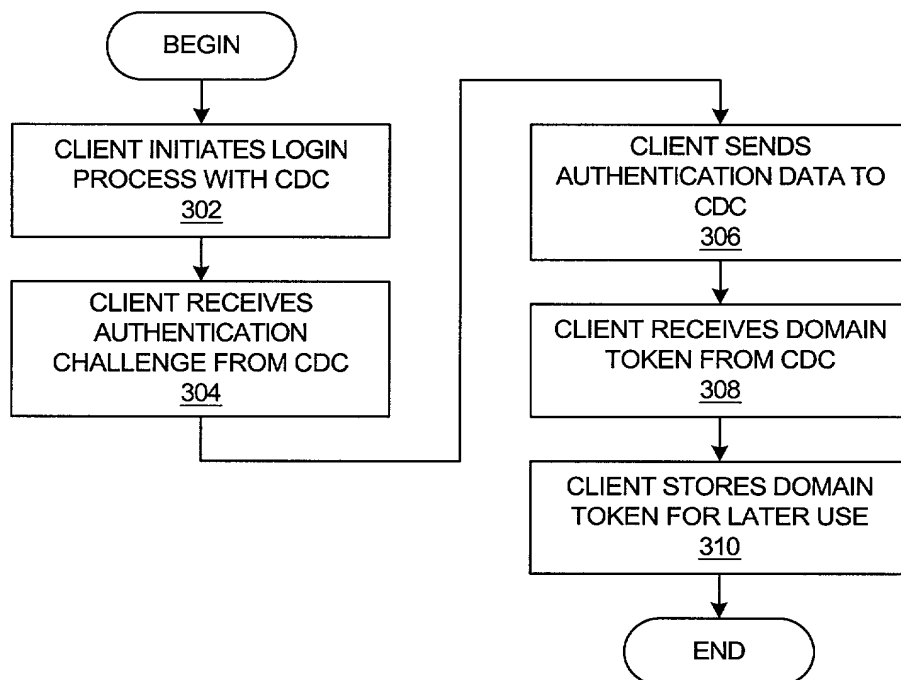 BEGIN
CLIENT INITIATES LOGIN
PROCESS WITH CDC
302
CLIENT RECEIVES
AUTHENTICATION
CHALLENGE FROM CDC
304
CLIENT SENDS
AUTHENTICATION DATA TO
CDC
306
CLIENT RECEIVES DOMAIN
TOKEN FROM CDC
308
CLIENT STORES DOMAIN
TOKEN FOR LATER USE
310
END